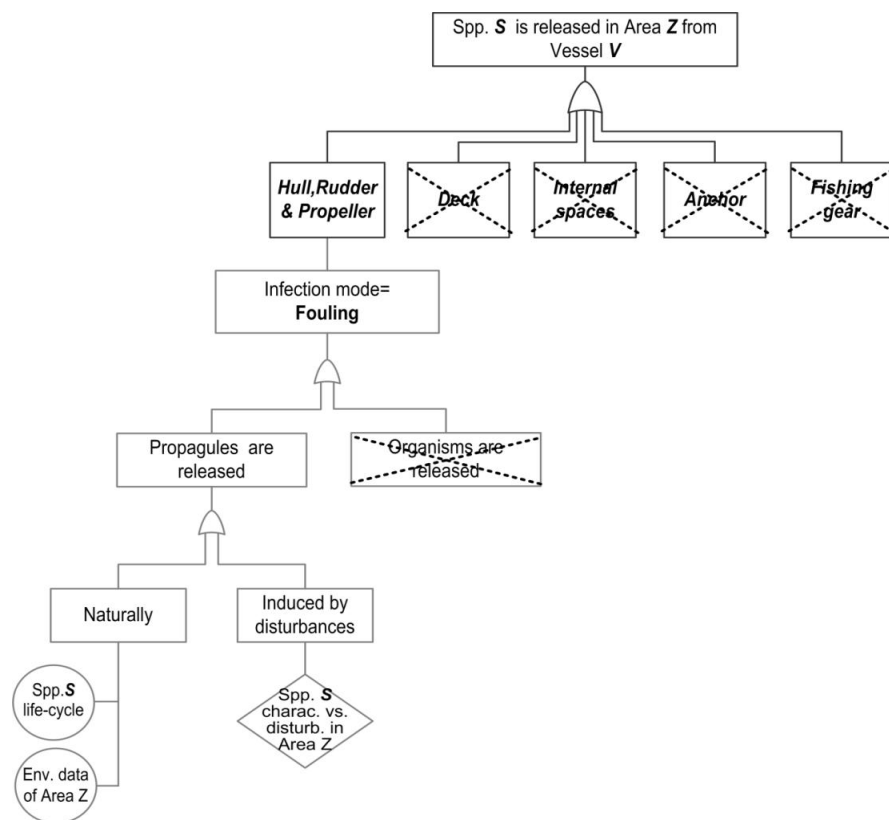 Spp. S is released in Area Z from
Vessel V
Hull,Rudder
& Propeller
Deck
Internal
spaces
Anchor
Fishing
gear
Infection mode=
Fouling
Propagules are
released
Organisms are
released
Naturally
Induced by
disturbances
Spp.S
life-cycle
Spp. S
charac. vs.
disturb. in
Area Z
Env. data
of Area Z